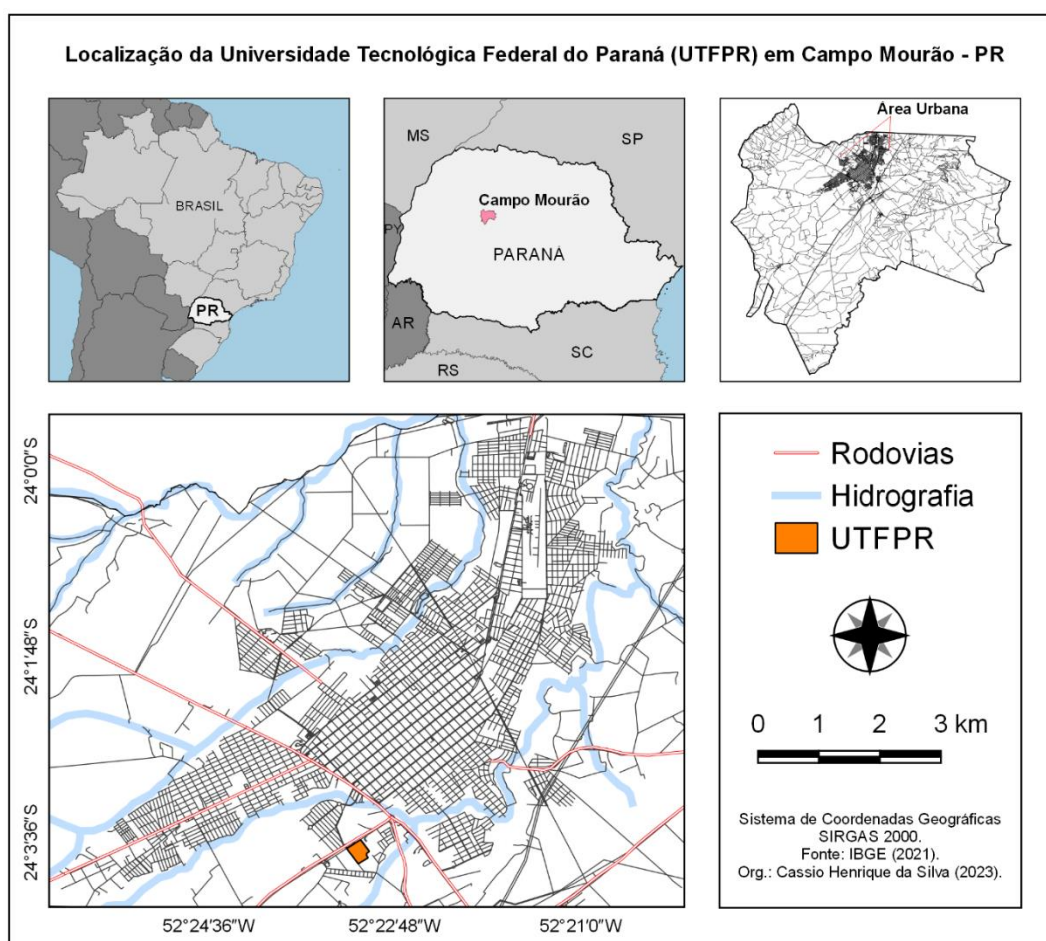 Localização da Universidade Tecnológica Federal do Paraná (UTFPR) em Campo Mourão - PR
BRASIL
PR
MS
SP
Campo Mourão
PY
PARANÁ
AR
SC
RS
Área Urbana
24°0′0″S
24°1′48″S
24°3′36″S
52°24′36″W
52°22′48″W
52°21′0″W
Rodovias
Hidrografia
UTFPR
0 1 2 3 km
Sistema de Coordenadas Geográficas
SIRGAS 2000.
Fonte: IBGE (2021).
Org.: Cassio Henrique da Silva (2023).